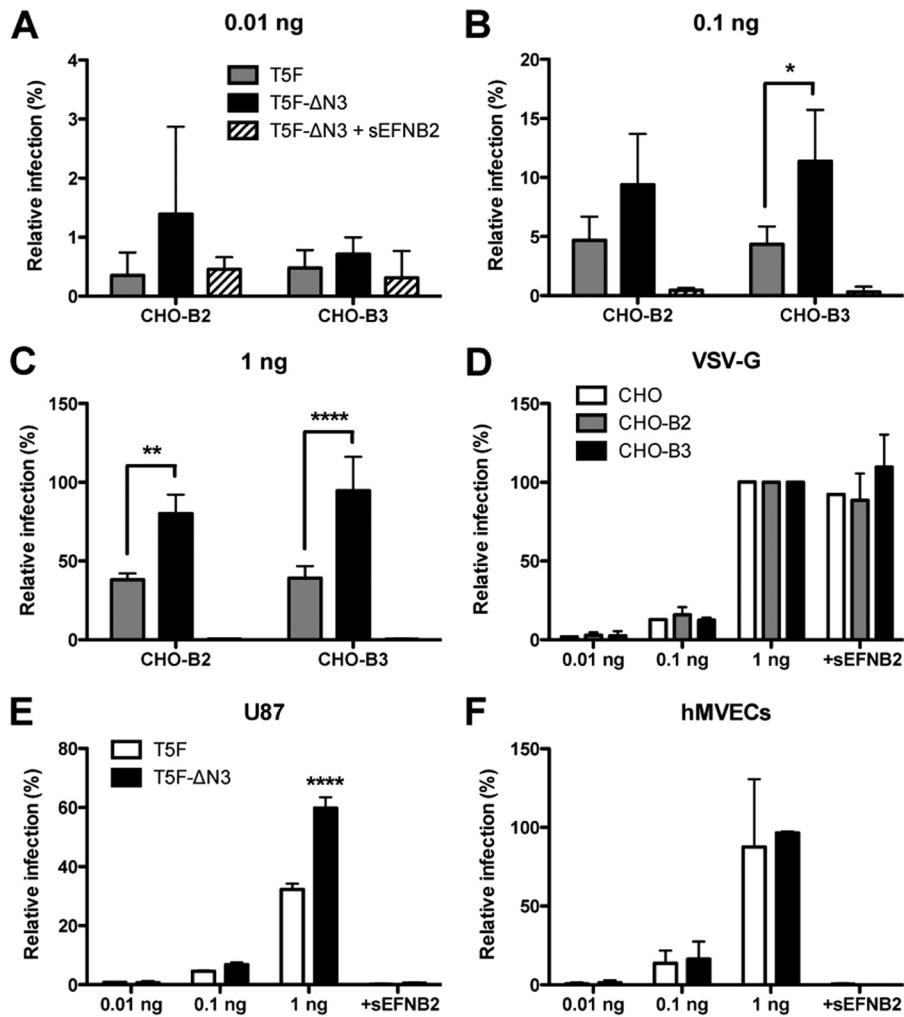 A
0.01 ng
Relative infection (%)
4
3
2
1
0
T5F
T5F-ΔN3
T5F-ΔN3 + sEFNB2
CHO-B2
CHO-B3
B
0.1 ng
Relative infection (%)
20
15
10
5
0
*
CHO-B2
CHO-B3
C
1 ng
Relative infection (%)
150
100
50
0
**
****
CHO-B2
CHO-B3
D
VSV-G
Relative infection (%)
150
100
50
0
CHO
CHO-B2
CHO-B3
0.01 ng
0.1 ng
1 ng
+sEFNB2
E
U87
Relative infection (%)
80
60
40
20
0
T5F
T5F-ΔN3
****
0.01 ng
0.1 ng
1 ng
+sEFNB2
F
hMVECs
Relative infection (%)
150
100
50
0
0.01 ng
0.1 ng
1 ng
+sEFNB2